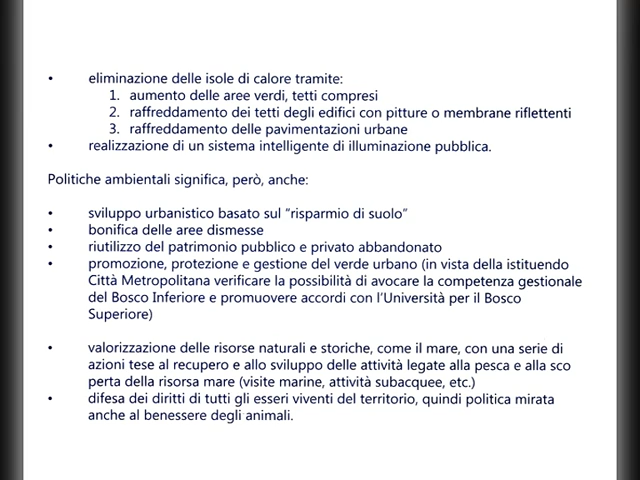 • eliminazione delle isole di calore tramite:
1. aumento delle aree verdi, tetti compresi
2. raffreddamento dei tetti degli edifici con pitture o membrane riflettenti
3. raffreddamento delle pavimentazioni urbane
• realizzazione di un sistema intelligente di illuminazione pubblica.
Politiche ambientali significa, però, anche:
• sviluppo urbanistico basato sul "risparmio di suolo"
• bonifica delle aree dismesse
• riutilizzo del patrimonio pubblico e privato abbandonato
• promozione, protezione e gestione del verde urbano (in vista della istituendo
Città Metropolitana verificare la possibilità di avocare la competenza gestionale
del Bosco Inferiore e promuovere accordi con l'Università per il Bosco
Superiore)
• valorizzazione delle risorse naturali e storiche, come il mare, con una serie di
azioni tese al recupero e allo sviluppo delle attività legate alla pesca e alla sco
perta della risorsa mare (visite marine, attività subacquee, etc.)
• difesa dei diritti di tutti gli esseri viventi del territorio, quindi politica mirata
anche al benessere degli animali.